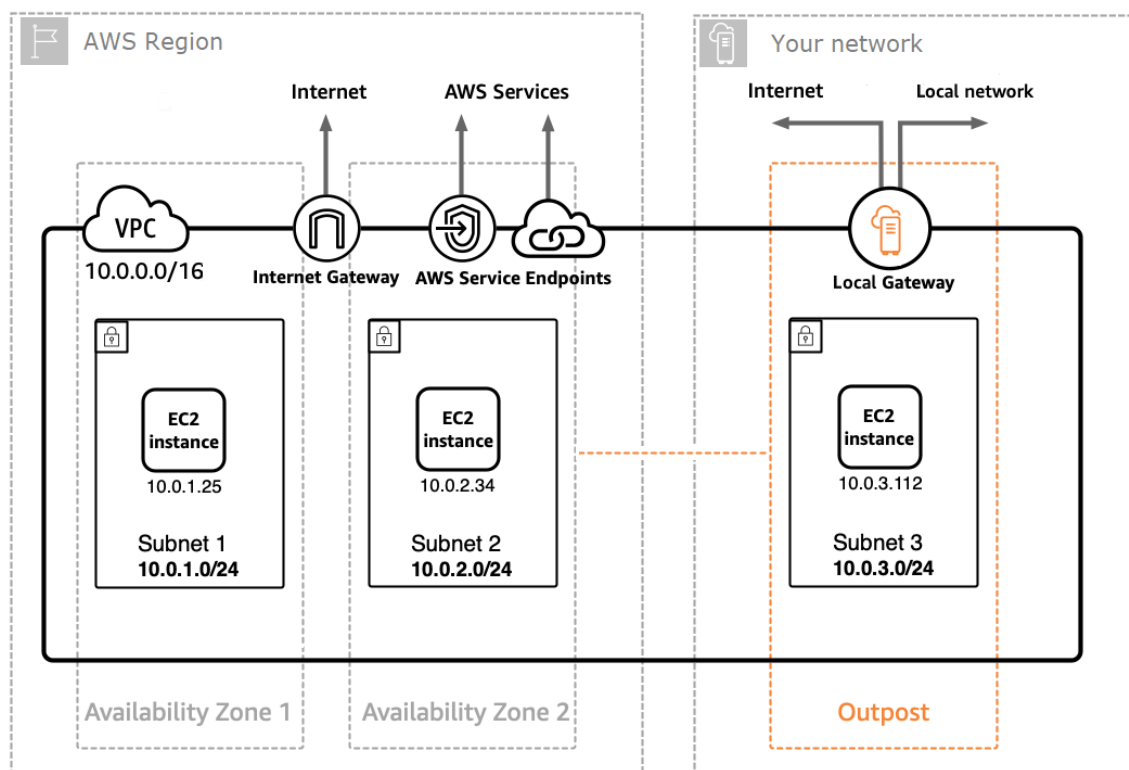 AWS Region
Your network
Internet
AWS Services
Internet
Local network
VPC
10.0.0.0/16
Internet Gateway
AWS Service Endpoints
Local Gateway
EC2
instance
10.0.1.25
Subnet 1
10.0.1.0/24
EC2
instance
10.0.2.34
Subnet 2
10.0.2.0/24
EC2
instance
10.0.3.112
Subnet 3
10.0.3.0/24
Availability Zone 1
Availability Zone 2
Outpost